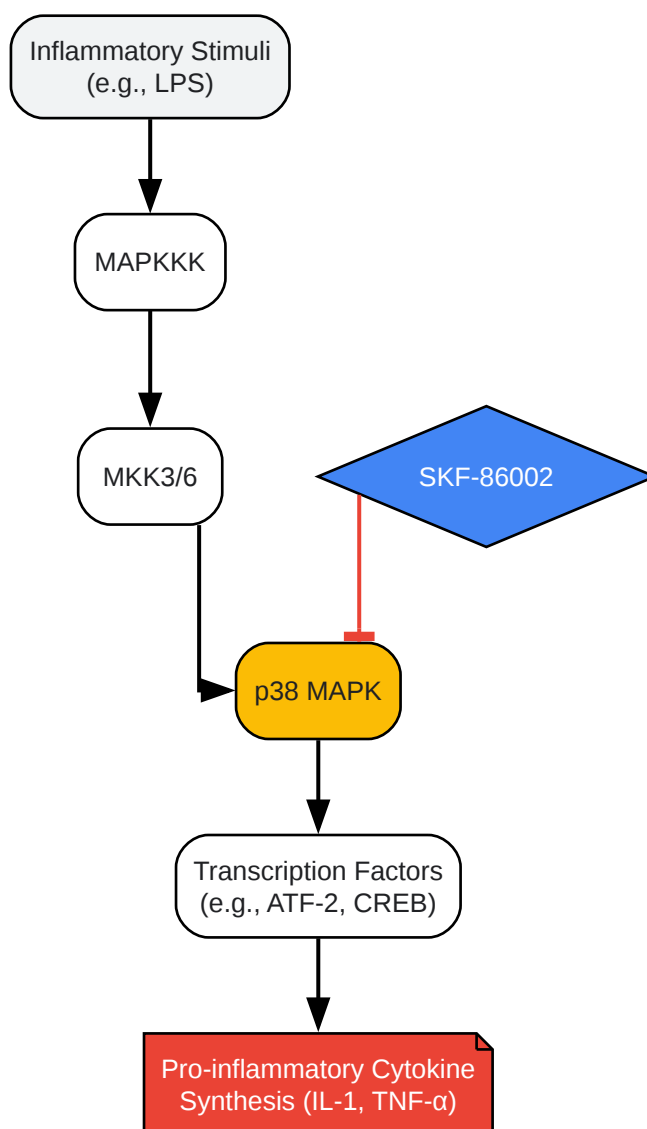 Inflammatory Stimuli
(e.g., LPS)
MAPKKK
MKK3/6
SKF-86002
p38 MAPK
Transcription Factors
(e.g., ATF-2, CREB)
Pro-inflammatory Cytokine
Synthesis (IL-1, TNF-α)